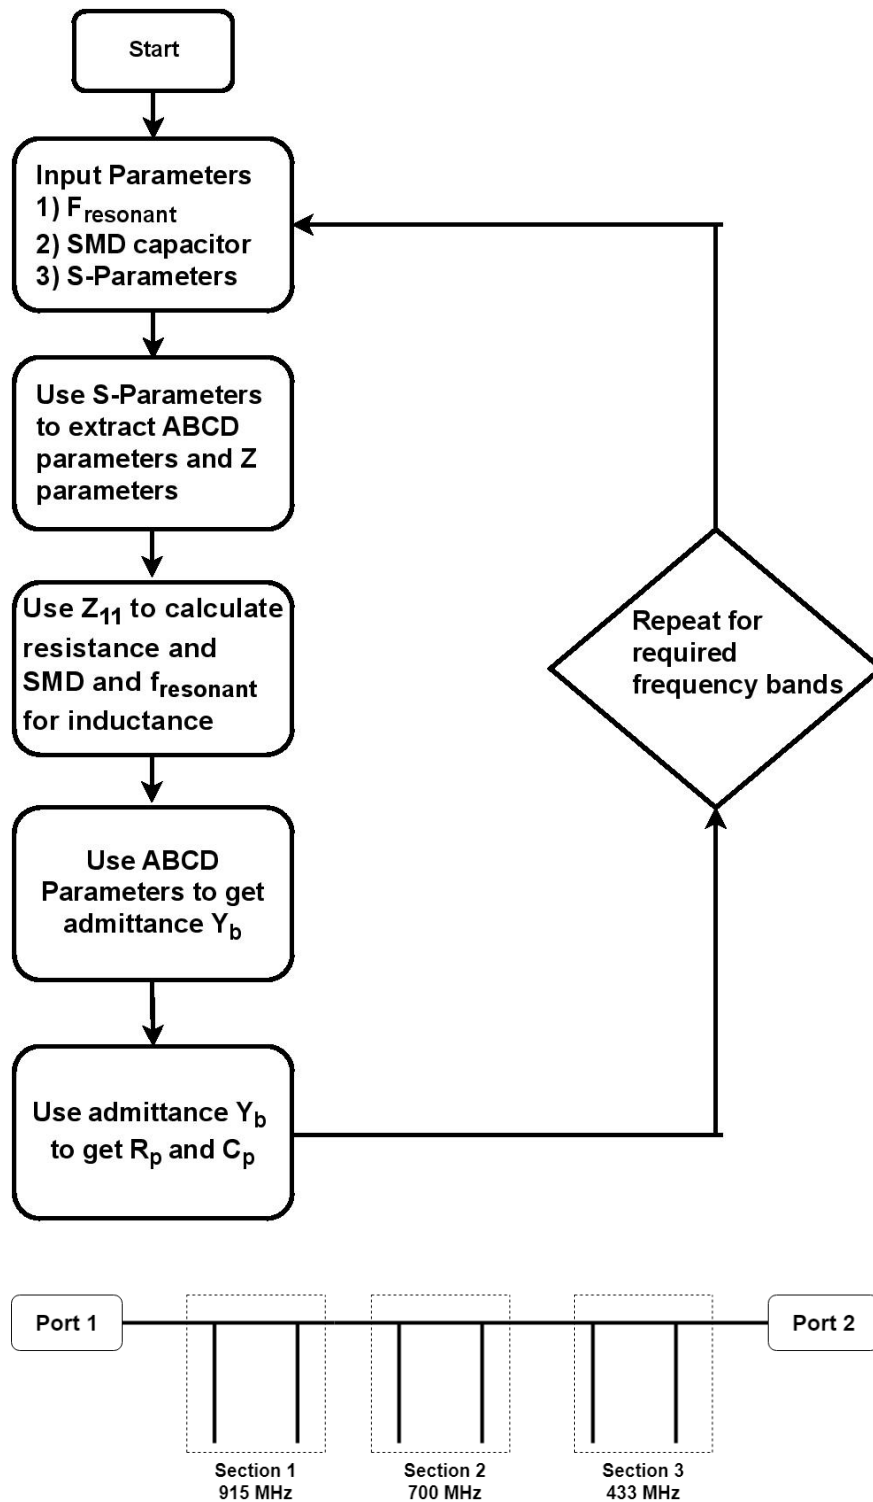 Start
Input Parameters
1) Fresonant
2) SMD capacitor
3) S-Parameters
Use S-Parameters
to extract ABCD
parameters and Z
parameters
Use Z11 to calculate
resistance and
SMD and fresonant
for inductance
Use ABCD
Parameters to get
admittance Yb
Use admittance Yb
to get Rp and Cp
Repeat for
required
frequency bands
Port 1
Port 2
Section 1
915 MHz
Section 2
700 MHz
Section 3
433 MHz